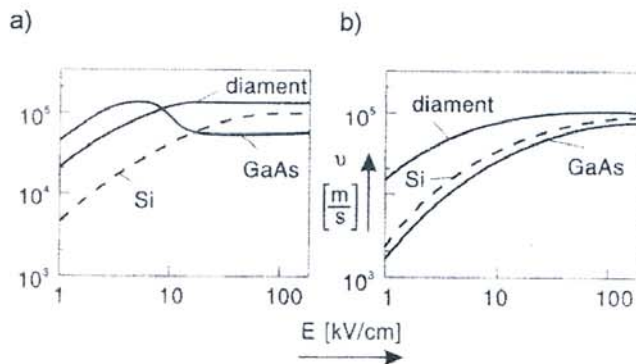 a)
diament
10⁵
GaAs
10⁴
Si
10³
1
10
100
b)
10⁵
diament
υ
Si
GaAs
[m/s]
10³
1
10
100
E [kV/cm]